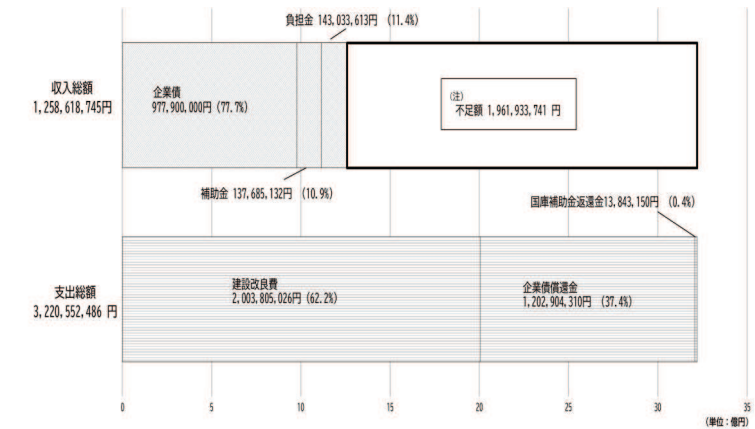 負担金 143,033,613円 (11.4%)
収入総額
1,258,618,745円
企業債
977,900,000円(77.7%)
(注)
不足額 1,961,933,741 円
補助金 137,685,132円 (10.9%)
国庫補助金返還金13,843,150円 (0.4%)
支出総額
3,220,552,486 円
建設改良費
2,003,805,026円(62.2%)
企業債償還金
1,202,904,310円 (37.4%)
0 5 10 15 20 25 30 35
(単位:億円)